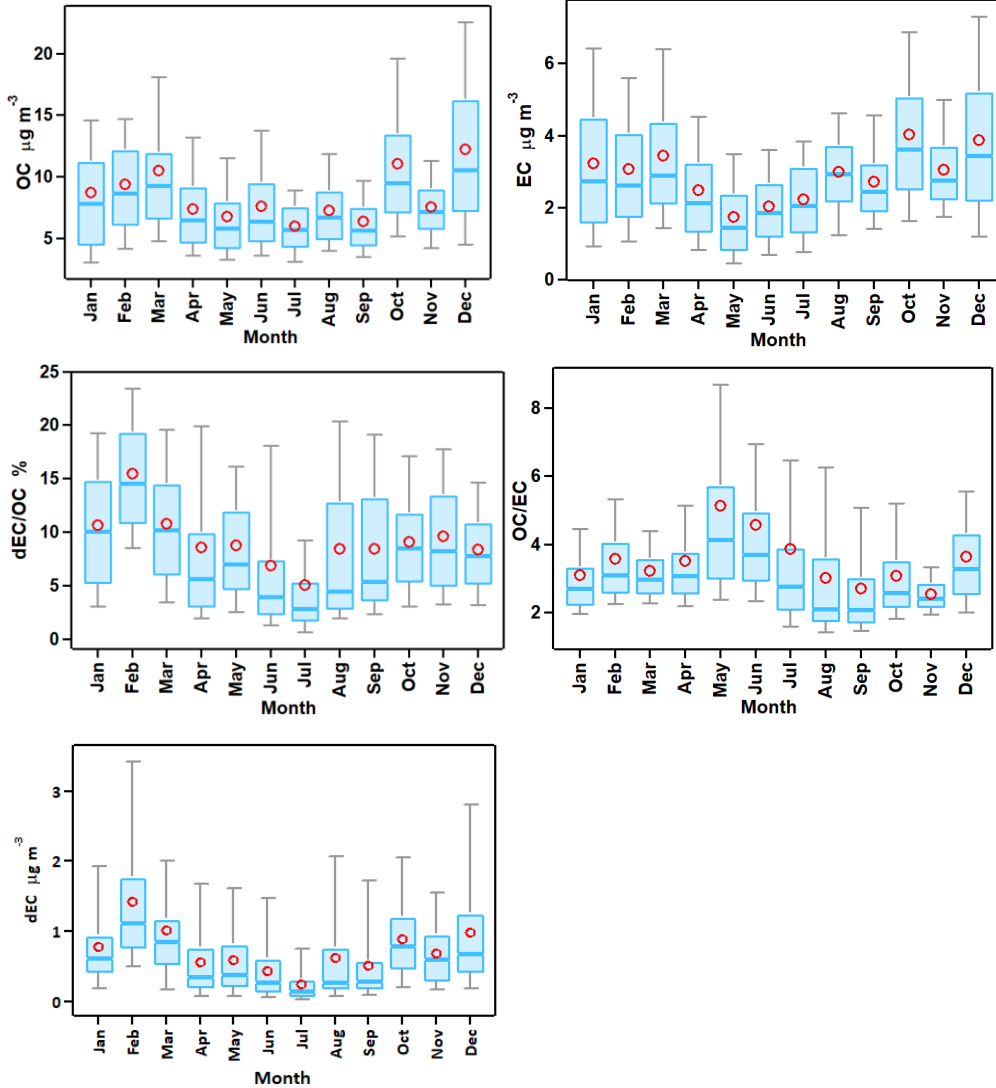 OC μg m⁻³
20
15
10
5
Jan Feb Mar Apr May Jun Jul Aug Sep Oct Nov Dec
Month
EC μg m⁻³
6
4
2
0
Jan Feb Mar Apr May Jun Jul Aug Sep Oct Nov Dec
Month
dEC/OC %
25
20
15
10
5
0
Jan Feb Mar Apr May Jun Jul Aug Sep Oct Nov Dec
Month
OC/EC
8
6
4
2
Jan Feb Mar Apr May Jun Jul Aug Sep Oct Nov Dec
Month
dEC μg m⁻³
3
2
1
0
Jan Feb Mar Apr May Jun Jul Aug Sep Oct Nov Dec
Month